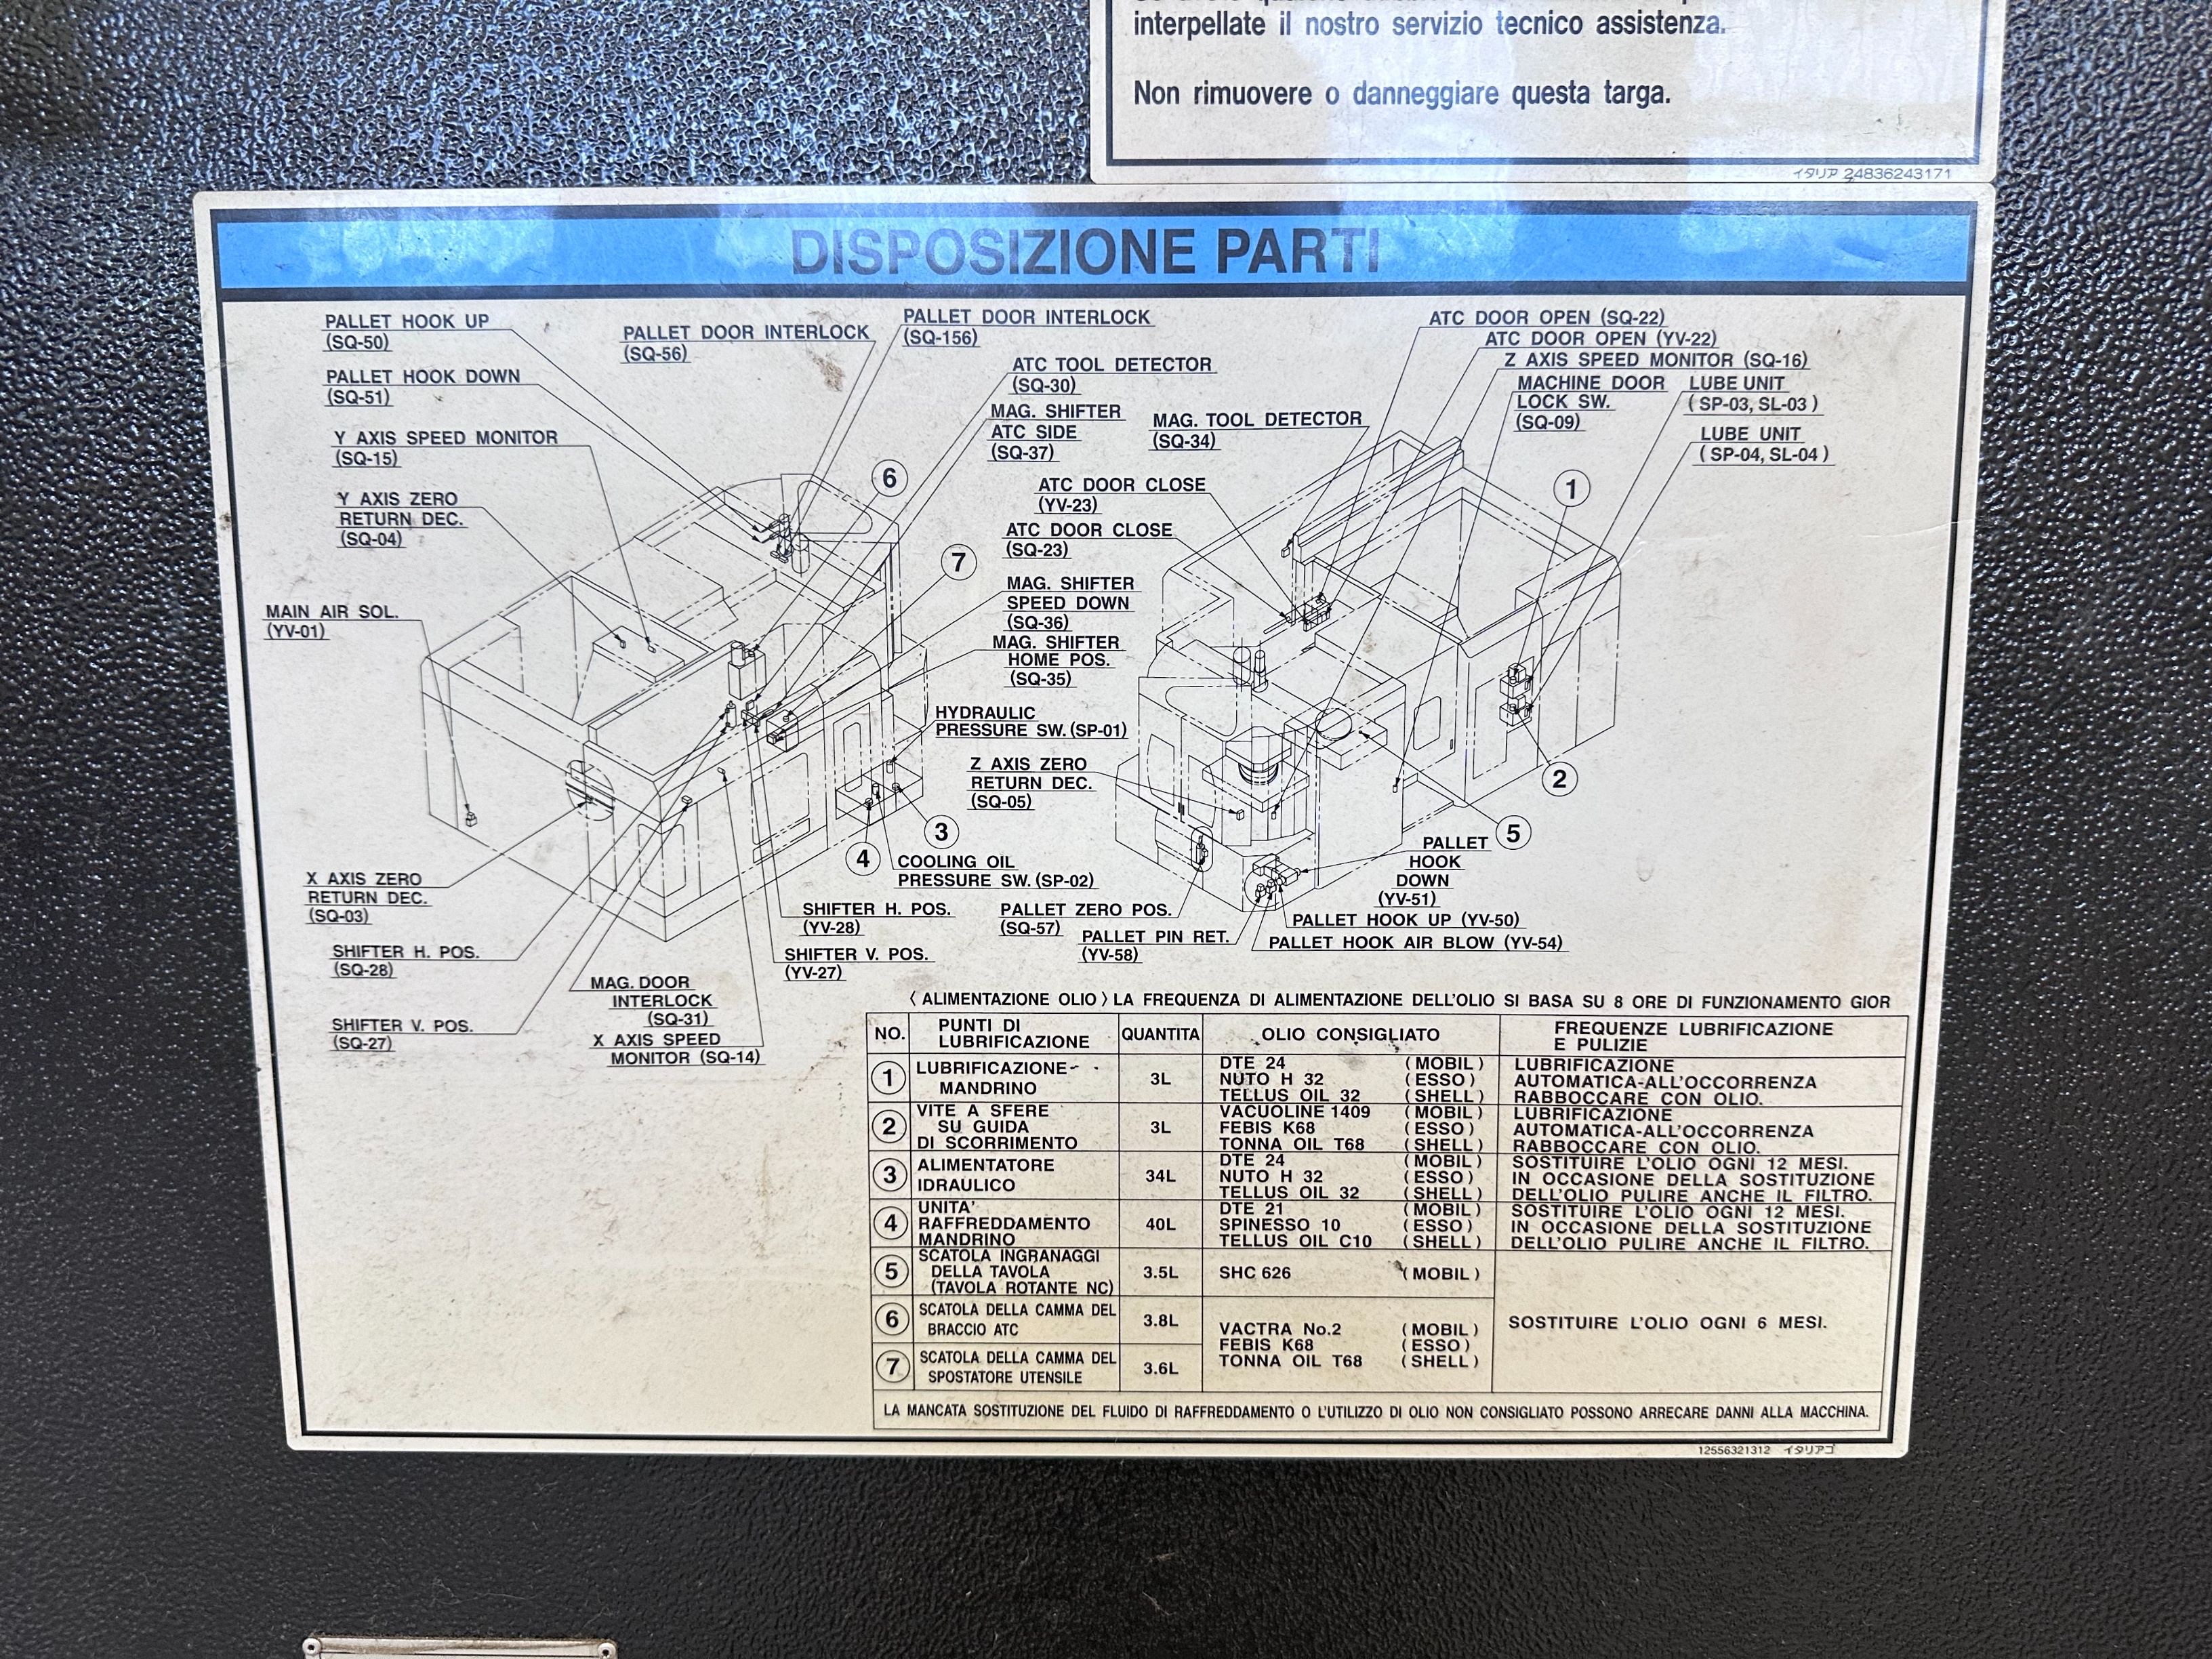 interpellate il nostro servizio tecnico assistenza.
Non rimuovere o danneggiare questa targa.
イタリア 24836243171
DISPOSIZIONE PARTI
PALLET HOOK UP
(SQ-50)
PALLET DOOR INTERLOCK
(SQ-56)
PALLET DOOR INTERLOCK
(SQ-156)
PALLET HOOK DOWN
(SQ-51)
ATC TOOL DETECTOR
(SQ-30)
Y AXIS SPEED MONITOR
(SQ-15)
MAG. SHIFTER
ATC SIDE
(SQ-37)
Y AXIS ZERO
RETURN DEC.
(SQ-04)
6
7
MAIN AIR SOL.
(YV-01)
MAG. SHIFTER
SPEED DOWN
(SQ-36)
MAG. SHIFTER
HOME POS.
(SQ-35)
HYDRAULIC
PRESSURE SW. (SP-01)
3
4
COOLING OIL
PRESSURE SW. (SP-02)
X AXIS ZERO
RETURN DEC.
(SQ-03)
SHIFTER H. POS.
(YV-28)
SHIFTER H. POS.
(SQ-28)
SHIFTER V. POS.
(YV-27)
MAG. DOOR
INTERLOCK
(SQ-31)
SHIFTER V. POS.
(SQ-27)
X AXIS SPEED
MONITOR (SQ-14)
ATC DOOR OPEN (SQ-22)
ATC DOOR OPEN (YV-22)
Z AXIS SPEED MONITOR (SQ-16)
MACHINE DOOR
LOCK SW.
(SQ-09)
LUBE UNIT
( SP-03, SL-03 )
LUBE UNIT
( SP-04, SL-04 )
MAG. TOOL DETECTOR
(SQ-34)
ATC DOOR CLOSE
(YV-23)
ATC DOOR CLOSE
(SQ-23)
1
2
5
Z AXIS ZERO
RETURN DEC.
(SQ-05)
PALLET
HOOK
DOWN
(YV-51)
PALLET ZERO POS.
(SQ-57)
PALLET HOOK UP (YV-50)
PALLET PIN RET.
(YV-58)
PALLET HOOK AIR BLOW (YV-54)
〈 ALIMENTAZIONE OLIO 〉 LA FREQUENZA DI ALIMENTAZIONE DELL'OLIO SI BASA SU 8 ORE DI FUNZIONAMENTO GIOR
NO. PUNTI DI LUBRIFICAZIONE QUANTITA OLIO CONSIGLIATO FREQUENZE LUBRIFICAZIONE E PULIZIE
1 LUBRIFICAZIONE MANDRINO 3L
DTE 24 ( MOBIL )
NUTO H 32 ( ESSO )
TELLUS OIL 32 ( SHELL )
LUBRIFICAZIONE
AUTOMATICA-ALL'OCCORRENZA
RABBOCCARE CON OLIO.
2 VITE A SFERE SU GUIDA DI SCORRIMENTO 3L
VACUOLINE 1409 ( MOBIL )
FEBIS K68 ( ESSO )
TONNA OIL T68 ( SHELL )
LUBRIFICAZIONE
AUTOMATICA-ALL'OCCORRENZA
RABBOCCARE CON OLIO.
3 ALIMENTATORE IDRAULICO 34L
DTE 24 ( MOBIL )
NUTO H 32 ( ESSO )
TELLUS OIL 32 ( SHELL )
SOSTITUIRE L'OLIO OGNI 12 MESI.
IN OCCASIONE DELLA SOSTITUZIONE
DELL'OLIO PULIRE ANCHE IL FILTRO.
4 UNITA' RAFFREDDAMENTO MANDRINO 40L
DTE 21 ( MOBIL )
SPINESSO 10 ( ESSO )
TELLUS OIL C10 ( SHELL )
SOSTITUIRE L'OLIO OGNI 12 MESI.
IN OCCASIONE DELLA SOSTITUZIONE
DELL'OLIO PULIRE ANCHE IL FILTRO.
5 SCATOLA INGRANAGGI DELLA TAVOLA (TAVOLA ROTANTE NC) 3.5L
SHC 626 ( MOBIL )
6 SCATOLA DELLA CAMMA DEL BRACCIO ATC 3.8L
7 SCATOLA DELLA CAMMA DEL SPOSTATORE UTENSILE 3.6L
VACTRA No.2 ( MOBIL )
FEBIS K68 ( ESSO )
TONNA OIL T68 ( SHELL )
SOSTITUIRE L'OLIO OGNI 6 MESI.
LA MANCATA SOSTITUZIONE DEL FLUIDO DI RAFFREDDAMENTO O L'UTILIZZO DI OLIO NON CONSIGLIATO POSSONO ARRECARE DANNI ALLA MACCHINA.
12556321312 イタリアゴ